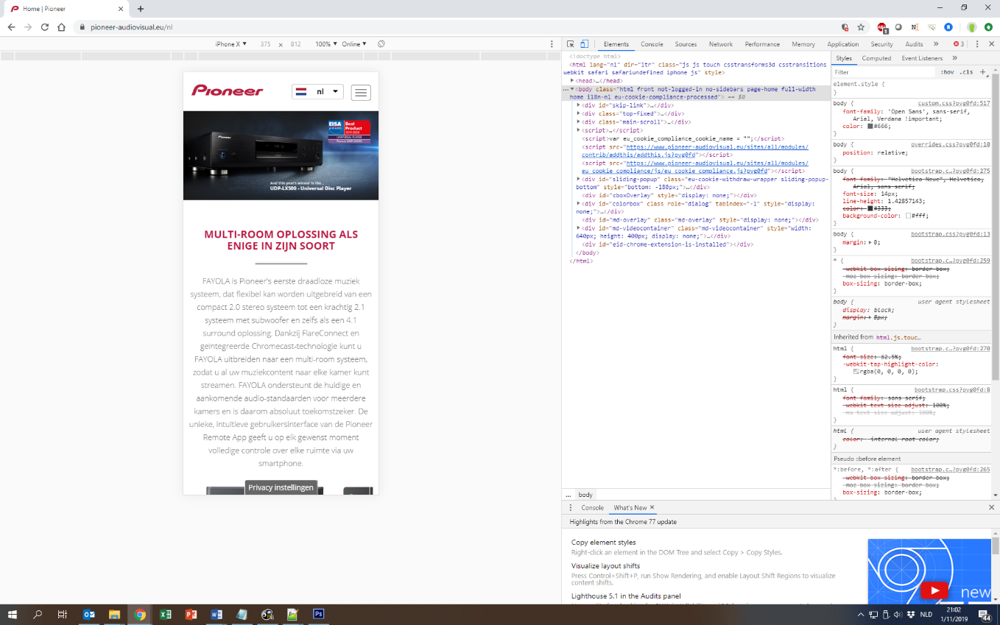 Home | Pioneer
pioneer-audiovisual.eu/nl
iPhone X ▼ 375 × 812 100% ▼ Online ▼
Elements Console Sources Network Performance Memory Application Security Audits » 3
Pioneer
nl
EISA AWARD Best Product 2019-2020
UNIVERSAL PLAYER
Pioneer UDP-LX500
And this year's winner is the...
UDP-LX500 - Universal Disc Player
MULTI-ROOM OPLOSSING ALS
ENIGE IN ZIJN SOORT
FAYOLA is Pioneer's eerste draadloze muziek
systeem, dat flexibel kan worden uitgebreid van een
compact 2.0 stereo systeem tot een krachtig 2.1
systeem met subwoofer en zelfs als een 4.1
surround oplossing. Dankzij FlareConnect en
geïntegreerde Chromecast-technologie kunt u
FAYOLA uitbreiden naar een multi-room systeem,
zodat u al uw muziekcontent naar elke kamer kunt
streamen. FAYOLA ondersteunt de huidige en
aankomende audio-standaarden voor meerdere
kamers en is daarom absoluut toekomstzeker. De
unieke, intuïtieve gebruikersinterface van de Pioneer
Remote App geeft u op elk gewenst moment
volledige controle over elke ruimte via uw
smartphone.
Privacy instellingen
<!doctype html>
<html lang="nl" dir="ltr" class="js js touch csstransforms3d csstransitions
webkit safari safariundefined iphone js" style>
<head>…</head>
<body class="html front not-logged-in no-sidebars page-home full-width
home i18n-nl eu-cookie-compliance-processed"> == $0
<div id="skip-link">…</div>
<div class="top-fixed">…</div>
<div class="main-scroll">…</div>
<script>…</script>
<script>var eu_cookie_compliance_cookie_name = "";</script>
<script src="https://www.pioneer-audiovisual.eu/sites/all/modules/
contrib/addthis/addthis.js?pvg0fd"></script>
<script src="https://www.pioneer-audiovisual.eu/sites/all/modules/
eu_cookie_compliance/js/eu_cookie_compliance.js?pvg0fd"></script>
<div id="sliding-popup" class="eu-cookie-withdraw-wrapper sliding-popup-
bottom" style="bottom: -180px;">…</div>
<div id="cboxOverlay" style="display: none;"></div>
<div id="colorbox" class role="dialog" tabindex="-1" style="display:
none;">…</div>
<div id="md-overlay" class="md-overlay" style="display: none;"></div>
<div id="md-videocontainer" class="md-videocontainer" style="width:
640px; height: 400px; display: none;">…</div>
<div id="eid-chrome-extension-is-installed"></div>
</body>
</html>
... body
Styles Computed Event Listeners »
Filter :hov .cls +
element.style {
}
body { custom.css?pvg0fd:517
font-family: 'Open Sans', sans-serif,
Arial, Verdana !important;
color: #666;
}
body { overrides.css?pvg0fd:10
position: relative;
}
body { bootstrap.c…?pvg0fd:275
font-family: "Helvetica Neue", Helvetica,
Arial, sans-serif;
font-size: 14px;
line-height: 1.42857143;
color: #333;
background-color: #fff;
}
body { bootstrap.c…?pvg0fd:13
margin: 0;
}
* { bootstrap.c…?pvg0fd:259
-webkit-box-sizing: border-box;
-moz-box-sizing: border-box;
box-sizing: border-box;
}
body { user agent stylesheet
display: block;
margin: 8px;
}
Inherited from html.js.touc…
html { bootstrap.c…?pvg0fd:270
font-size: 62.5%;
-webkit-tap-highlight-color:
rgba(0, 0, 0, 0);
}
html { bootstrap.css?pvg0fd:8
font-family: sans-serif;
-webkit-text-size-adjust: 100%;
-ms-text-size-adjust: 100%;
}
html { user agent stylesheet
color: -internal-root-color;
}
Pseudo ::before element
*:before, *:after { bootstrap.c…?pvg0fd:265
-webkit-box-sizing: border-box;
-moz-box-sizing: border-box;
box-sizing: border-box;
Console What's New ×
Highlights from the Chrome 77 update
Copy element styles
Right-click an element in the DOM Tree and select Copy > Copy Styles.
Visualize layout shifts
Press Control+Shift+P, run Show Rendering, and enable Layout Shift Regions to visualize
content shifts.
Lighthouse 5.1 in the Audits panel
new
NLD
21:02
1/11/2019
44